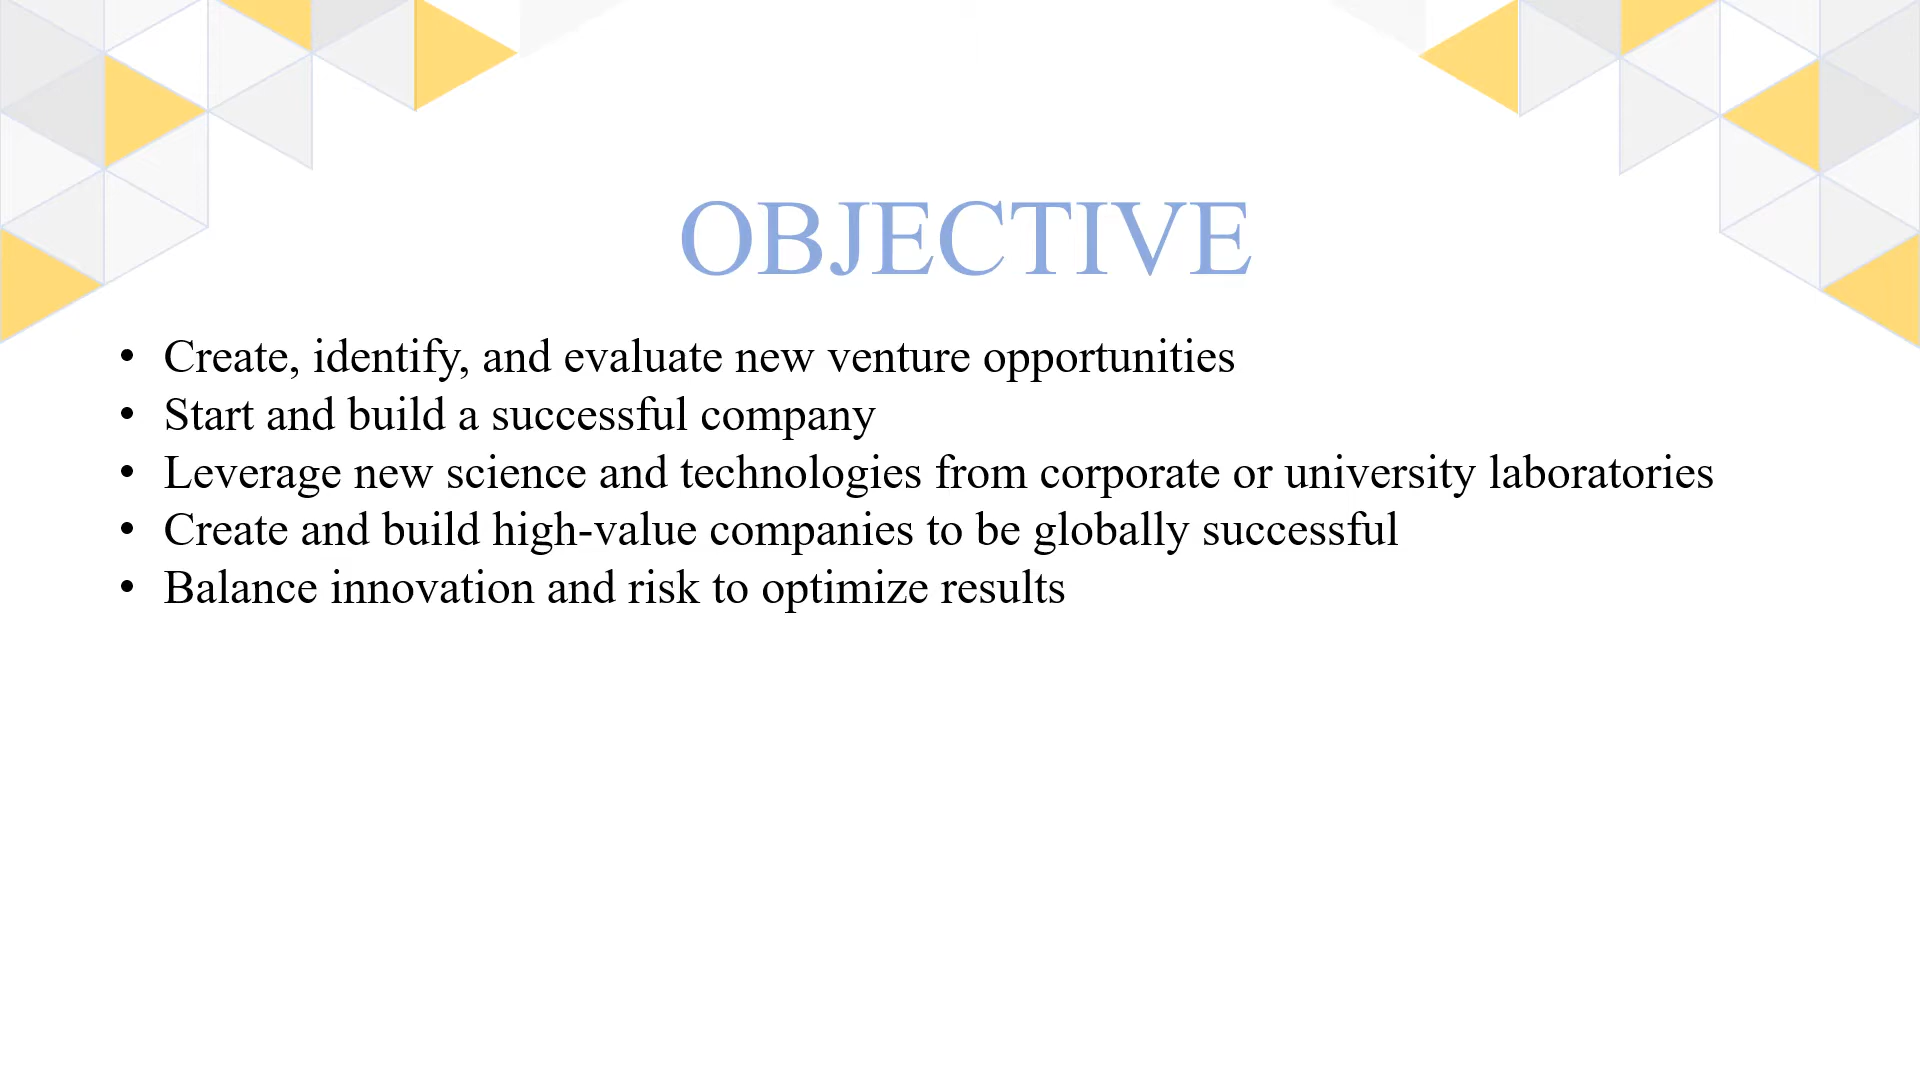 OBJECTIVE
• Create, identify, and evaluate new venture opportunities
• Start and build a successful company
• Leverage new science and technologies from corporate or university laboratories
• Create and build high-value companies to be globally successful
• Balance innovation and risk to optimize results